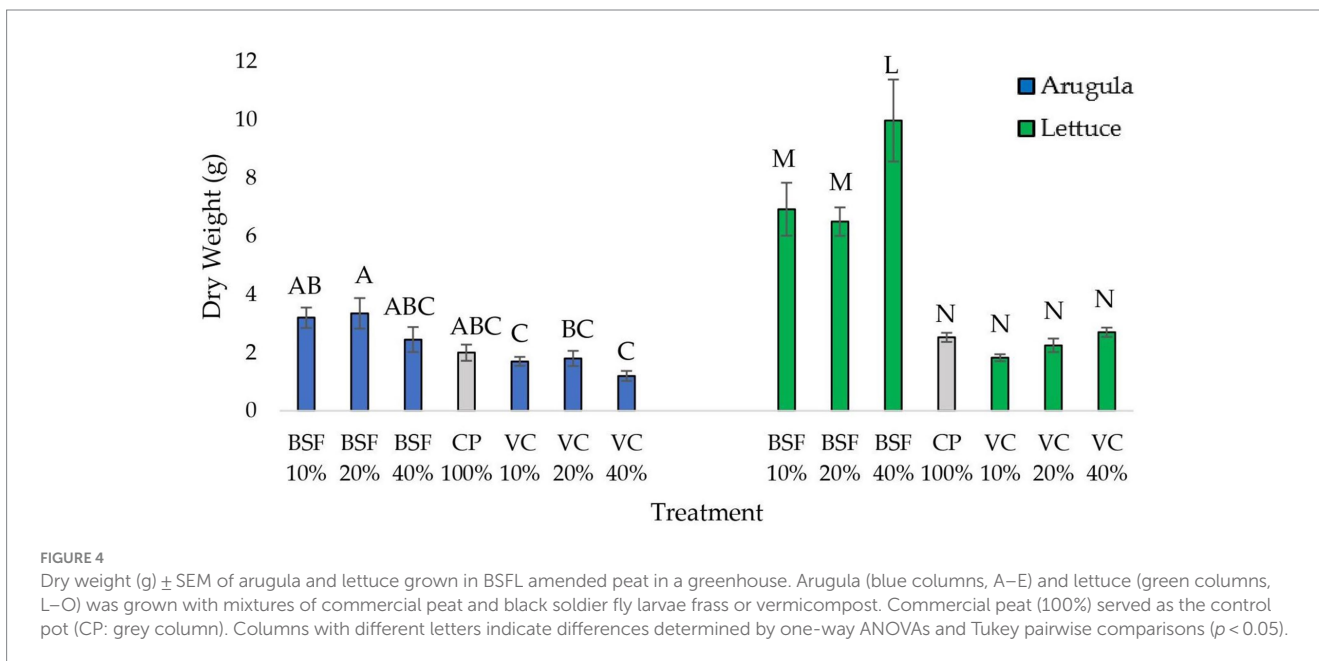 12
10
8
6
4
2
0
Dry Weight (g)
Arugula
Lettuce
AB
A
ABC
ABC
C
BC
C
M
M
L
N
N
N
N
BSF BSF BSF CP VC VC VC BSF BSF BSF CP VC VC VC
10% 20% 40% 100% 10% 20% 40% 10% 20% 40% 100% 10% 20% 40%
Treatment
FIGURE 4
Dry weight (g) ± SEM of arugula and lettuce grown in BSFL amended peat in a greenhouse. Arugula (blue columns, A–E) and lettuce (green columns,
L–O) was grown with mixtures of commercial peat and black soldier fly larvae frass or vermicompost. Commercial peat (100%) served as the control
pot (CP: grey column). Columns with different letters indicate differences determined by one-way ANOVAs and Tukey pairwise comparisons (p < 0.05).